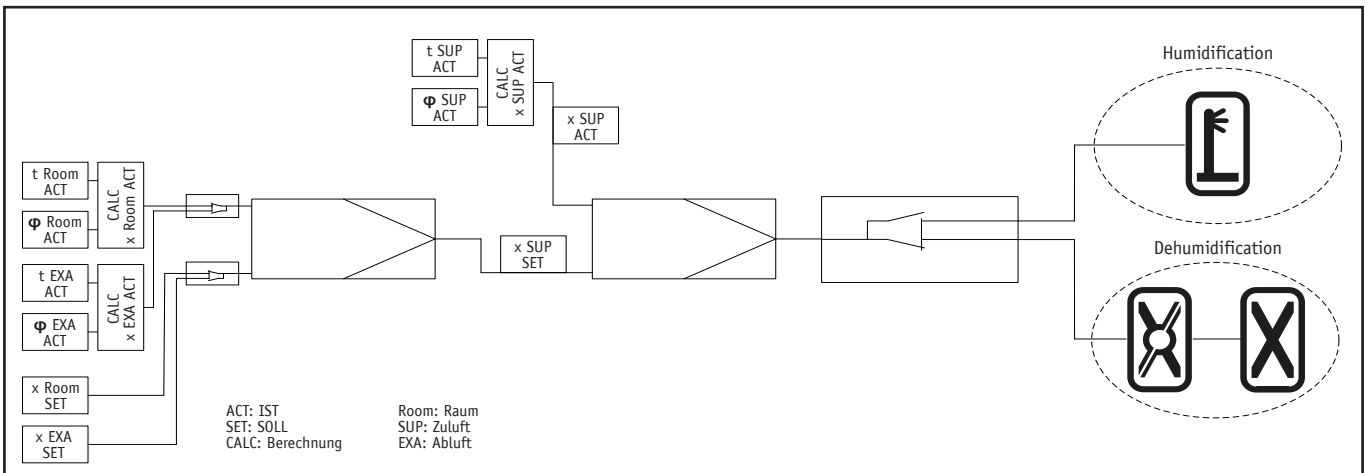 t SUP
ACT
φ SUP
ACT
CALC
x SUP ACT
x SUP
ACT
Humidification
t Room
ACT
φ Room
ACT
CALC
x Room ACT
t EXA
ACT
φ EXA
ACT
CALC
x EXA ACT
x SUP
SET
Dehumidification
x Room
SET
x EXA
SET
ACT: IST
SET: SOLL
CALC: Berechnung
Room: Raum
SUP: Zuluft
EXA: Abluft